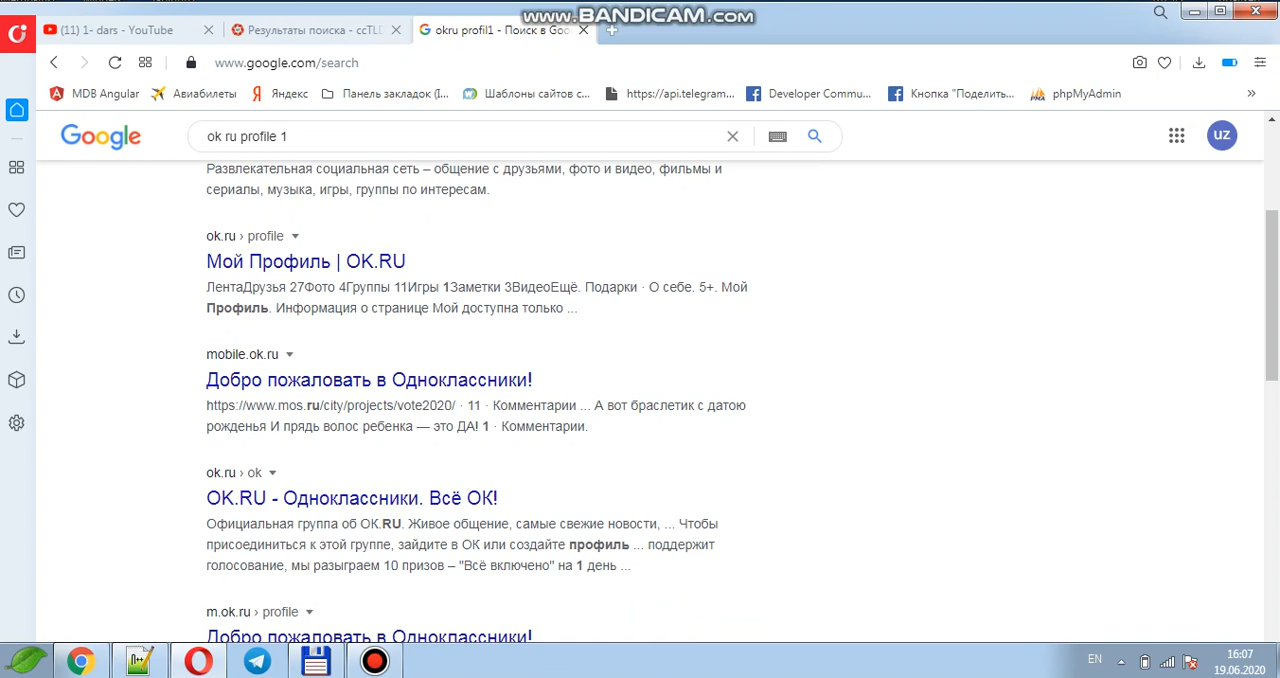 www.BANDICAM.com
(11) 1- dars - YouTube
Результаты поиска - ccTLD
okru profil1 - Поиск в Goo
www.google.com/search
MDB Angular
Авиабилеты
Яндекс
Панель закладок (I...
Шаблоны сайтов с...
https://api.telegram...
Developer Commu...
Кнопка "Поделить...
phpMyAdmin
Google
ok ru profile 1
UZ
Развлекательная социальная сеть – общение с друзьями, фото и видео, фильмы и
сериалы, музыка, игры, группы по интересам.
ok.ru › profile
Мой Профиль | OK.RU
ЛентаДрузья 27Фото 4Группы 11Игры 1Заметки 3ВидеоЕщё. Подарки · О себе. 5+. Мой
Профиль. Информация о странице Мой доступна только ...
mobile.ok.ru
Добро пожаловать в Одноклассники!
https://www.mos.ru/city/projects/vote2020/ · 11 · Комментарии ... А вот браслетик с датою
рожденья И прядь волос ребенка — это ДА! 1 · Комментарии.
ok.ru › ok
OK.RU - Одноклассники. Всё ОК!
Официальная группа об OK.RU. Живое общение, самые свежие новости, ... Чтобы
присоединиться к этой группе, зайдите в ОК или создайте профиль ... поддержит
голосование, мы разыграем 10 призов – "Всё включено" на 1 день ...
m.ok.ru › profile
Добро пожаловать в Одноклассники!
EN
16:07
19.06.2020